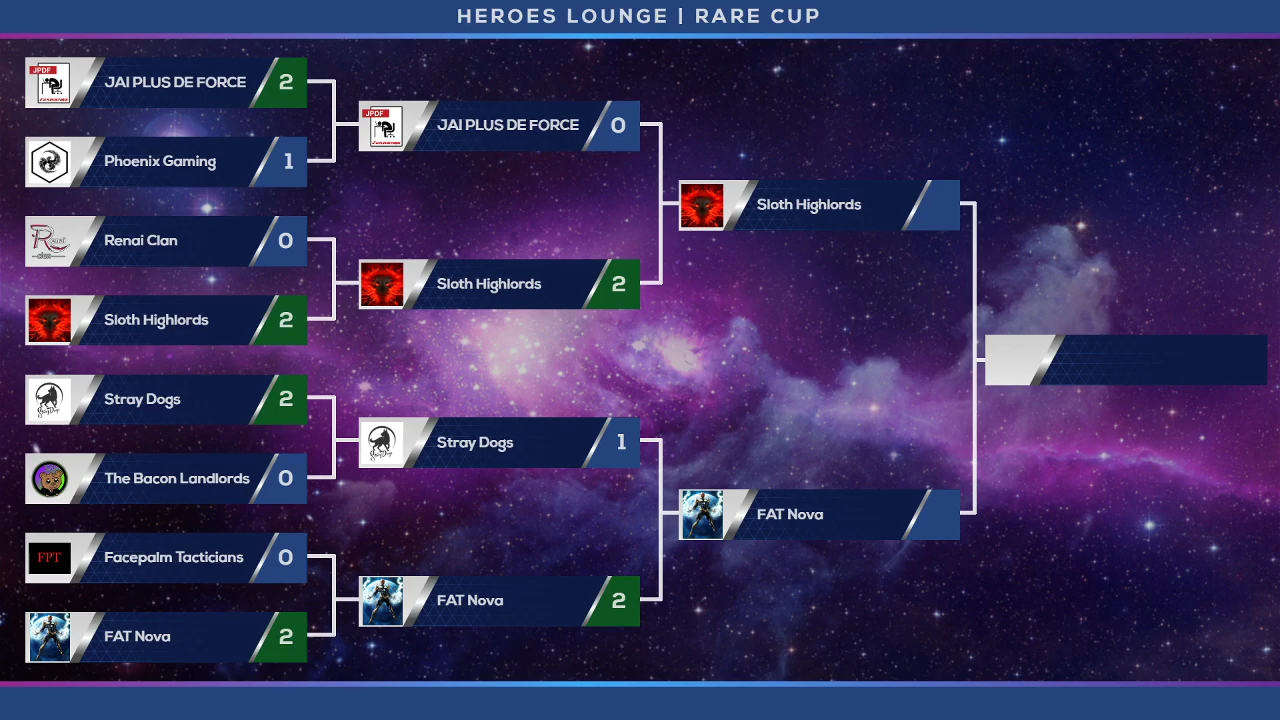 HEROES LOUNGE | RARE CUP
JPDF
JAI PLUS DE FORCE 2
Phoenix Gaming 1
Renai Clan 0
Sloth Highlords 2
Stray Dogs 2
The Bacon Landlords 0
FPT
Facepalm Tacticians 0
FAT Nova 2
JPDF
JAI PLUS DE FORCE 0
Sloth Highlords 2
Stray Dogs 1
FAT Nova 2
Sloth Highlords
FAT Nova